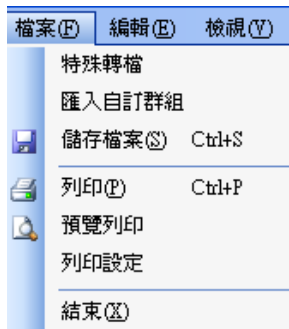 檔案(F) 編輯(E) 檢視(V)
特殊轉檔
匯入自訂群組
儲存檔案(S) Ctrl+S
列印(P) Ctrl+P
預覽列印
列印設定
結束(X)